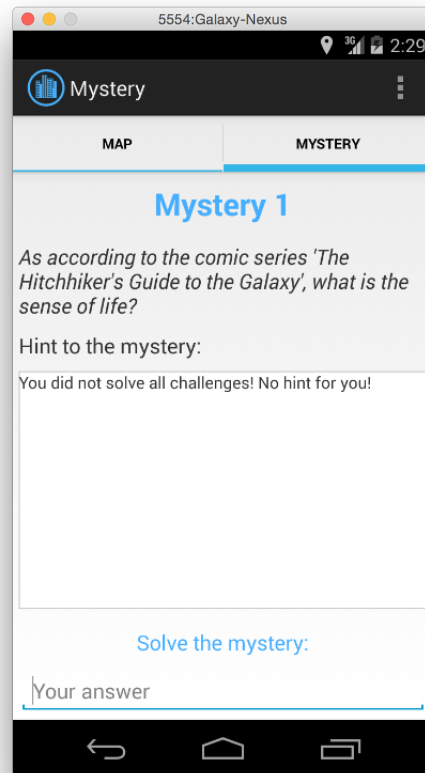 5554:Galaxy-Nexus
3G 2:29
Mystery
MAP MYSTERY
Mystery 1
As according to the comic series 'The
Hitchhiker's Guide to the Galaxy', what is the
sense of life?
Hint to the mystery:
You did not solve all challenges! No hint for you!
Solve the mystery:
Your answer